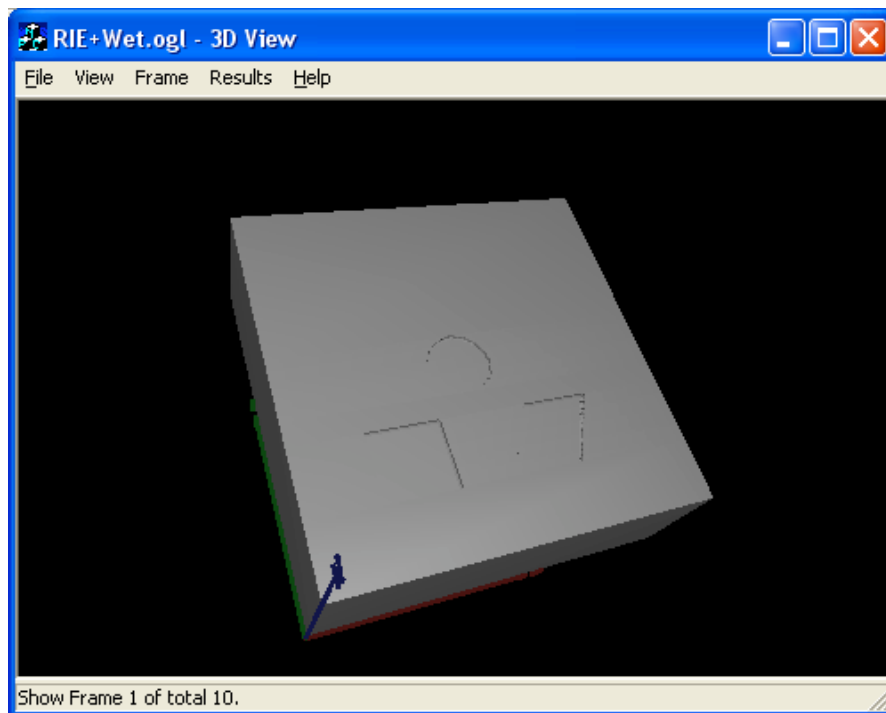 RIE+Wet.ogl - 3D View
File View Frame Results Help
Show Frame 1 of total 10.